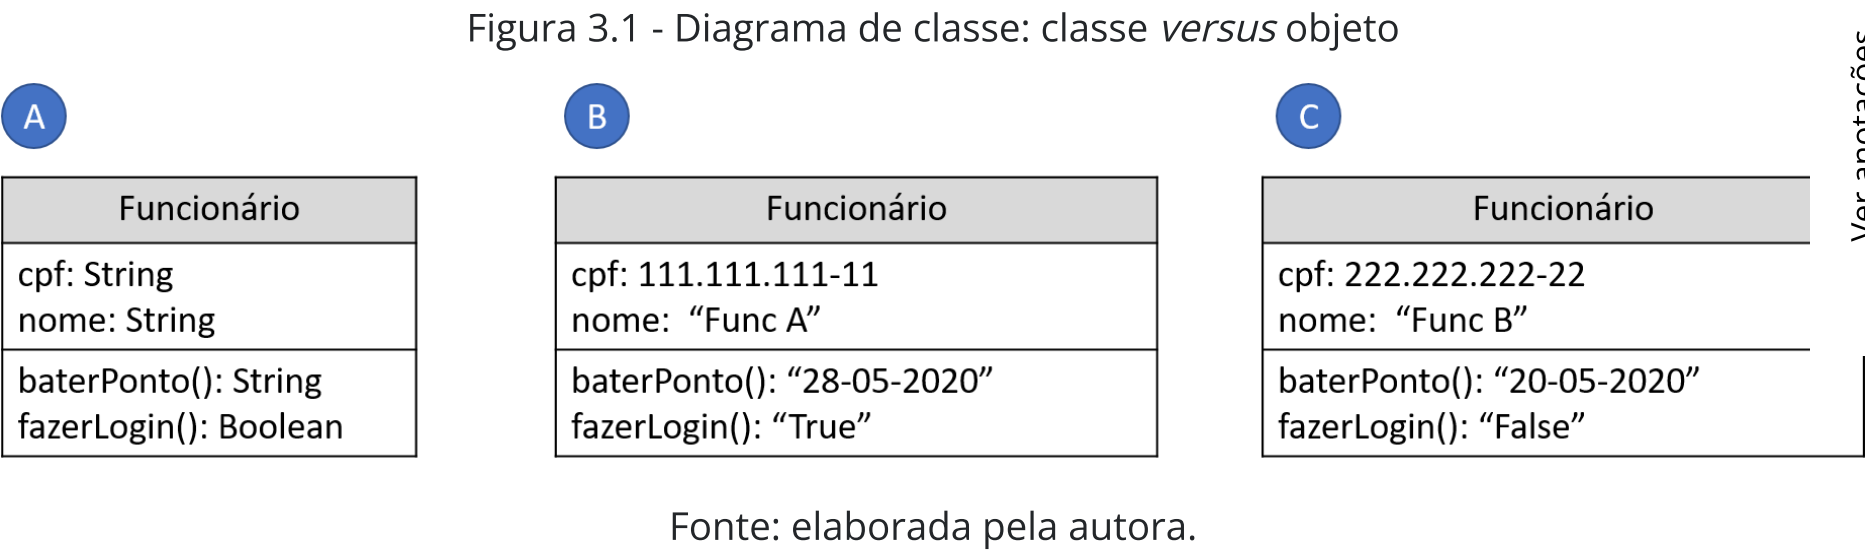 Figura 3.1 - Diagrama de classe: classe versus objeto
A
Funcionário
cpf: String
nome: String
baterPonto(): String
fazerLogin(): Boolean
B
Funcionário
cpf: 111.111.111-11
nome: “Func A”
baterPonto(): “28-05-2020”
fazerLogin(): “True”
C
Funcionário
cpf: 222.222.222-22
nome: “Func B”
baterPonto(): “20-05-2020”
fazerLogin(): “False”
Ver anotações
Fonte: elaborada pela autora.